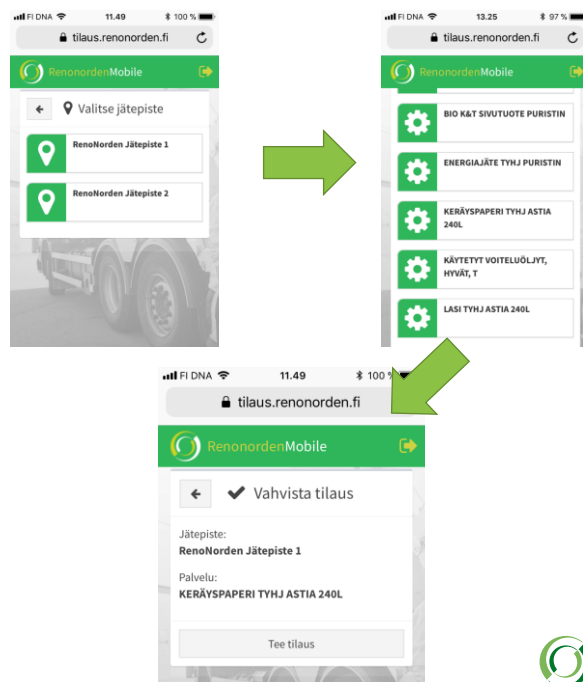 FI DNA 11.49 100 %
tilaus.renonorden.fi
RenonordenMobile
Valitse jätepiste
RenoNorden Jätepiste 1
RenoNorden Jätepiste 2
FI DNA 13.25 97 %
tilaus.renonorden.fi
RenonordenMobile
BIO K&T SIVUTUOTE PURISTIN
ENERGIAJÄTE TYHJ PURISTIN
KERÄYSPAPERI TYHJ ASTIA
240L
KÄYTETYT VOITELUÖLJYT,
HYVÄT, T
LASI TYHJ ASTIA 240L
FI DNA 11.49 100 %
tilaus.renonorden.fi
RenonordenMobile
Vahvista tilaus
Jätepiste:
RenoNorden Jätepiste 1
Palvelu:
KERÄYSPAPERI TYHJ ASTIA 240L
Tee tilaus